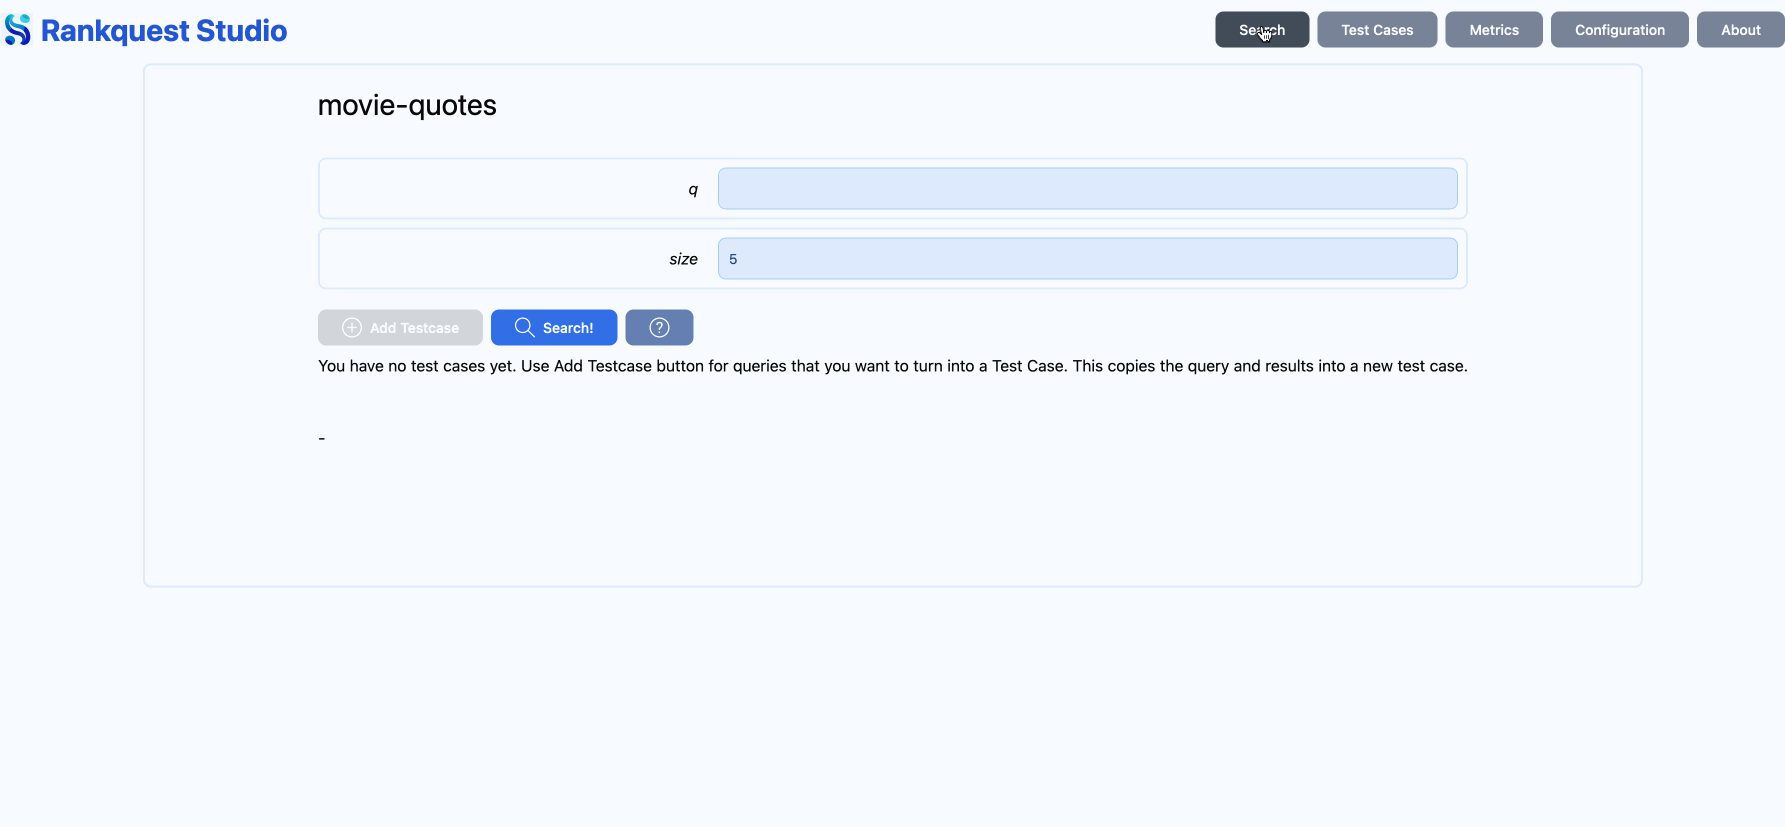 Rankquest Studio
Search
Test Cases
Metrics
Configuration
About
movie-quotes
q
size
5
Add Testcase
Search!
?
You have no test cases yet. Use Add Testcase button for queries that you want to turn into a Test Case. This copies the query and results into a new test case.
-